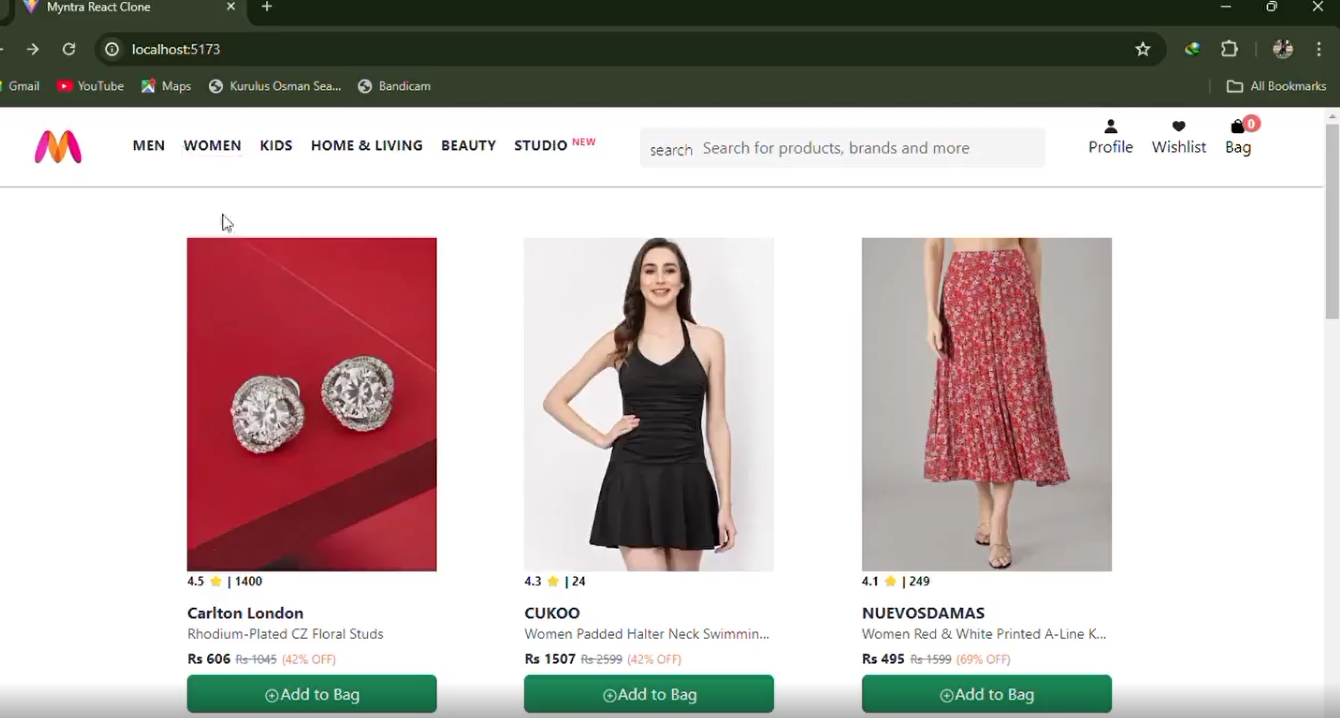 Myntra React Clone
localhost:5173
Gmail YouTube Maps Kurulus Osman Sea... Bandicam All Bookmarks
MEN WOMEN KIDS HOME & LIVING BEAUTY STUDIO NEW
search Search for products, brands and more
Profile Wishlist Bag 0
4.5 | 1400
Carlton London
Rhodium-Plated CZ Floral Studs
Rs 606 Rs 1045 (42% OFF)
Add to Bag
4.3 | 24
CUKOO
Women Padded Halter Neck Swimmin...
Rs 1507 Rs 2599 (42% OFF)
Add to Bag
4.1 | 249
NUEVOSDAMAS
Women Red & White Printed A-Line K...
Rs 495 Rs 1599 (69% OFF)
Add to Bag